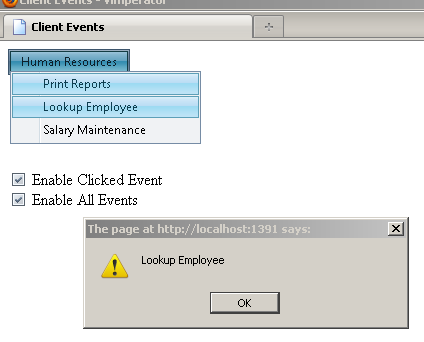 Client Events - Vimperator
Client Events
Human Resources
Print Reports
Lookup Employee
Salary Maintenance
Enable Clicked Event
Enable All Events
The page at http://localhost:1391 says:
Lookup Employee
OK